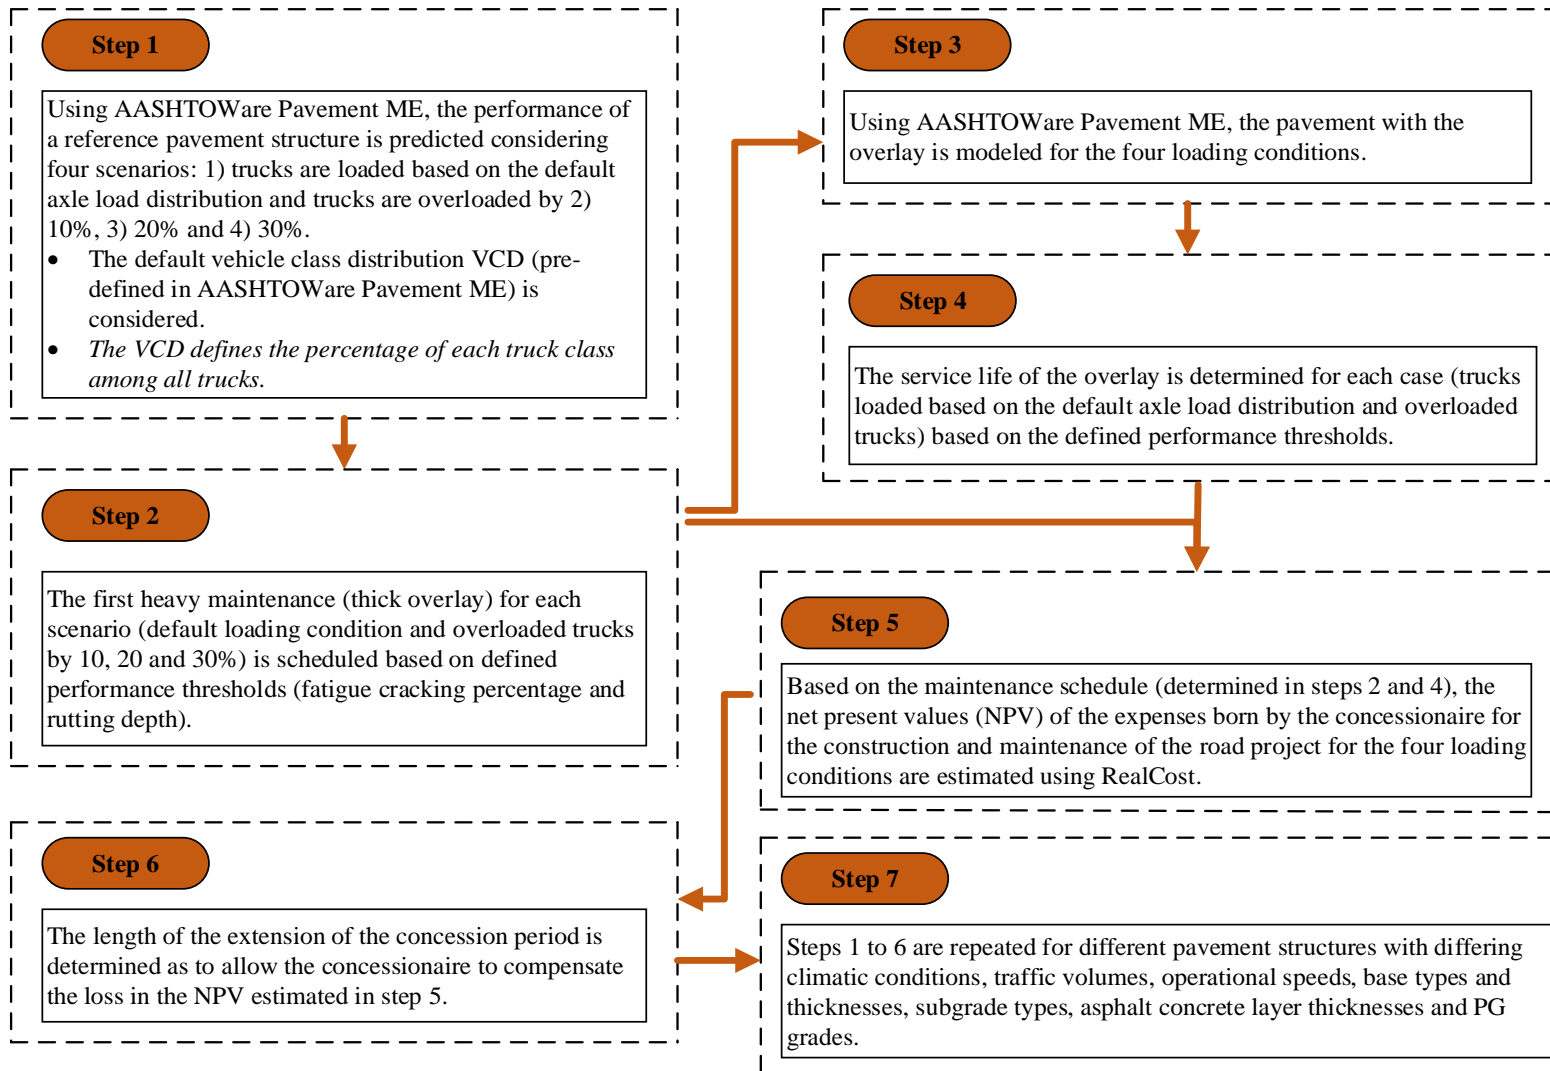 Step 1
Using AASHTOWare Pavement ME, the performance of
a reference pavement structure is predicted considering
four scenarios: 1) trucks are loaded based on the default
axle load distribution and trucks are overloaded by 2)
10%, 3) 20% and 4) 30%.
• The default vehicle class distribution VCD (pre-
defined in AASHTOWare Pavement ME) is
considered.
• The VCD defines the percentage of each truck class
among all trucks.
Step 2
The first heavy maintenance (thick overlay) for each
scenario (default loading condition and overloaded trucks
by 10, 20 and 30%) is scheduled based on defined
performance thresholds (fatigue cracking percentage and
rutting depth).
Step 3
Using AASHTOWare Pavement ME, the pavement with the
overlay is modeled for the four loading conditions.
Step 4
The service life of the overlay is determined for each case (trucks
loaded based on the default axle load distribution and overloaded
trucks) based on the defined performance thresholds.
Step 5
Based on the maintenance schedule (determined in steps 2 and 4), the
net present values (NPV) of the expenses born by the concessionaire for
the construction and maintenance of the road project for the four loading
conditions are estimated using RealCost.
Step 6
The length of the extension of the concession period is
determined as to allow the concessionaire to compensate
the loss in the NPV estimated in step 5.
Step 7
Steps 1 to 6 are repeated for different pavement structures with differing
climatic conditions, traffic volumes, operational speeds, base types and
thicknesses, subgrade types, asphalt concrete layer thicknesses and PG
grades.